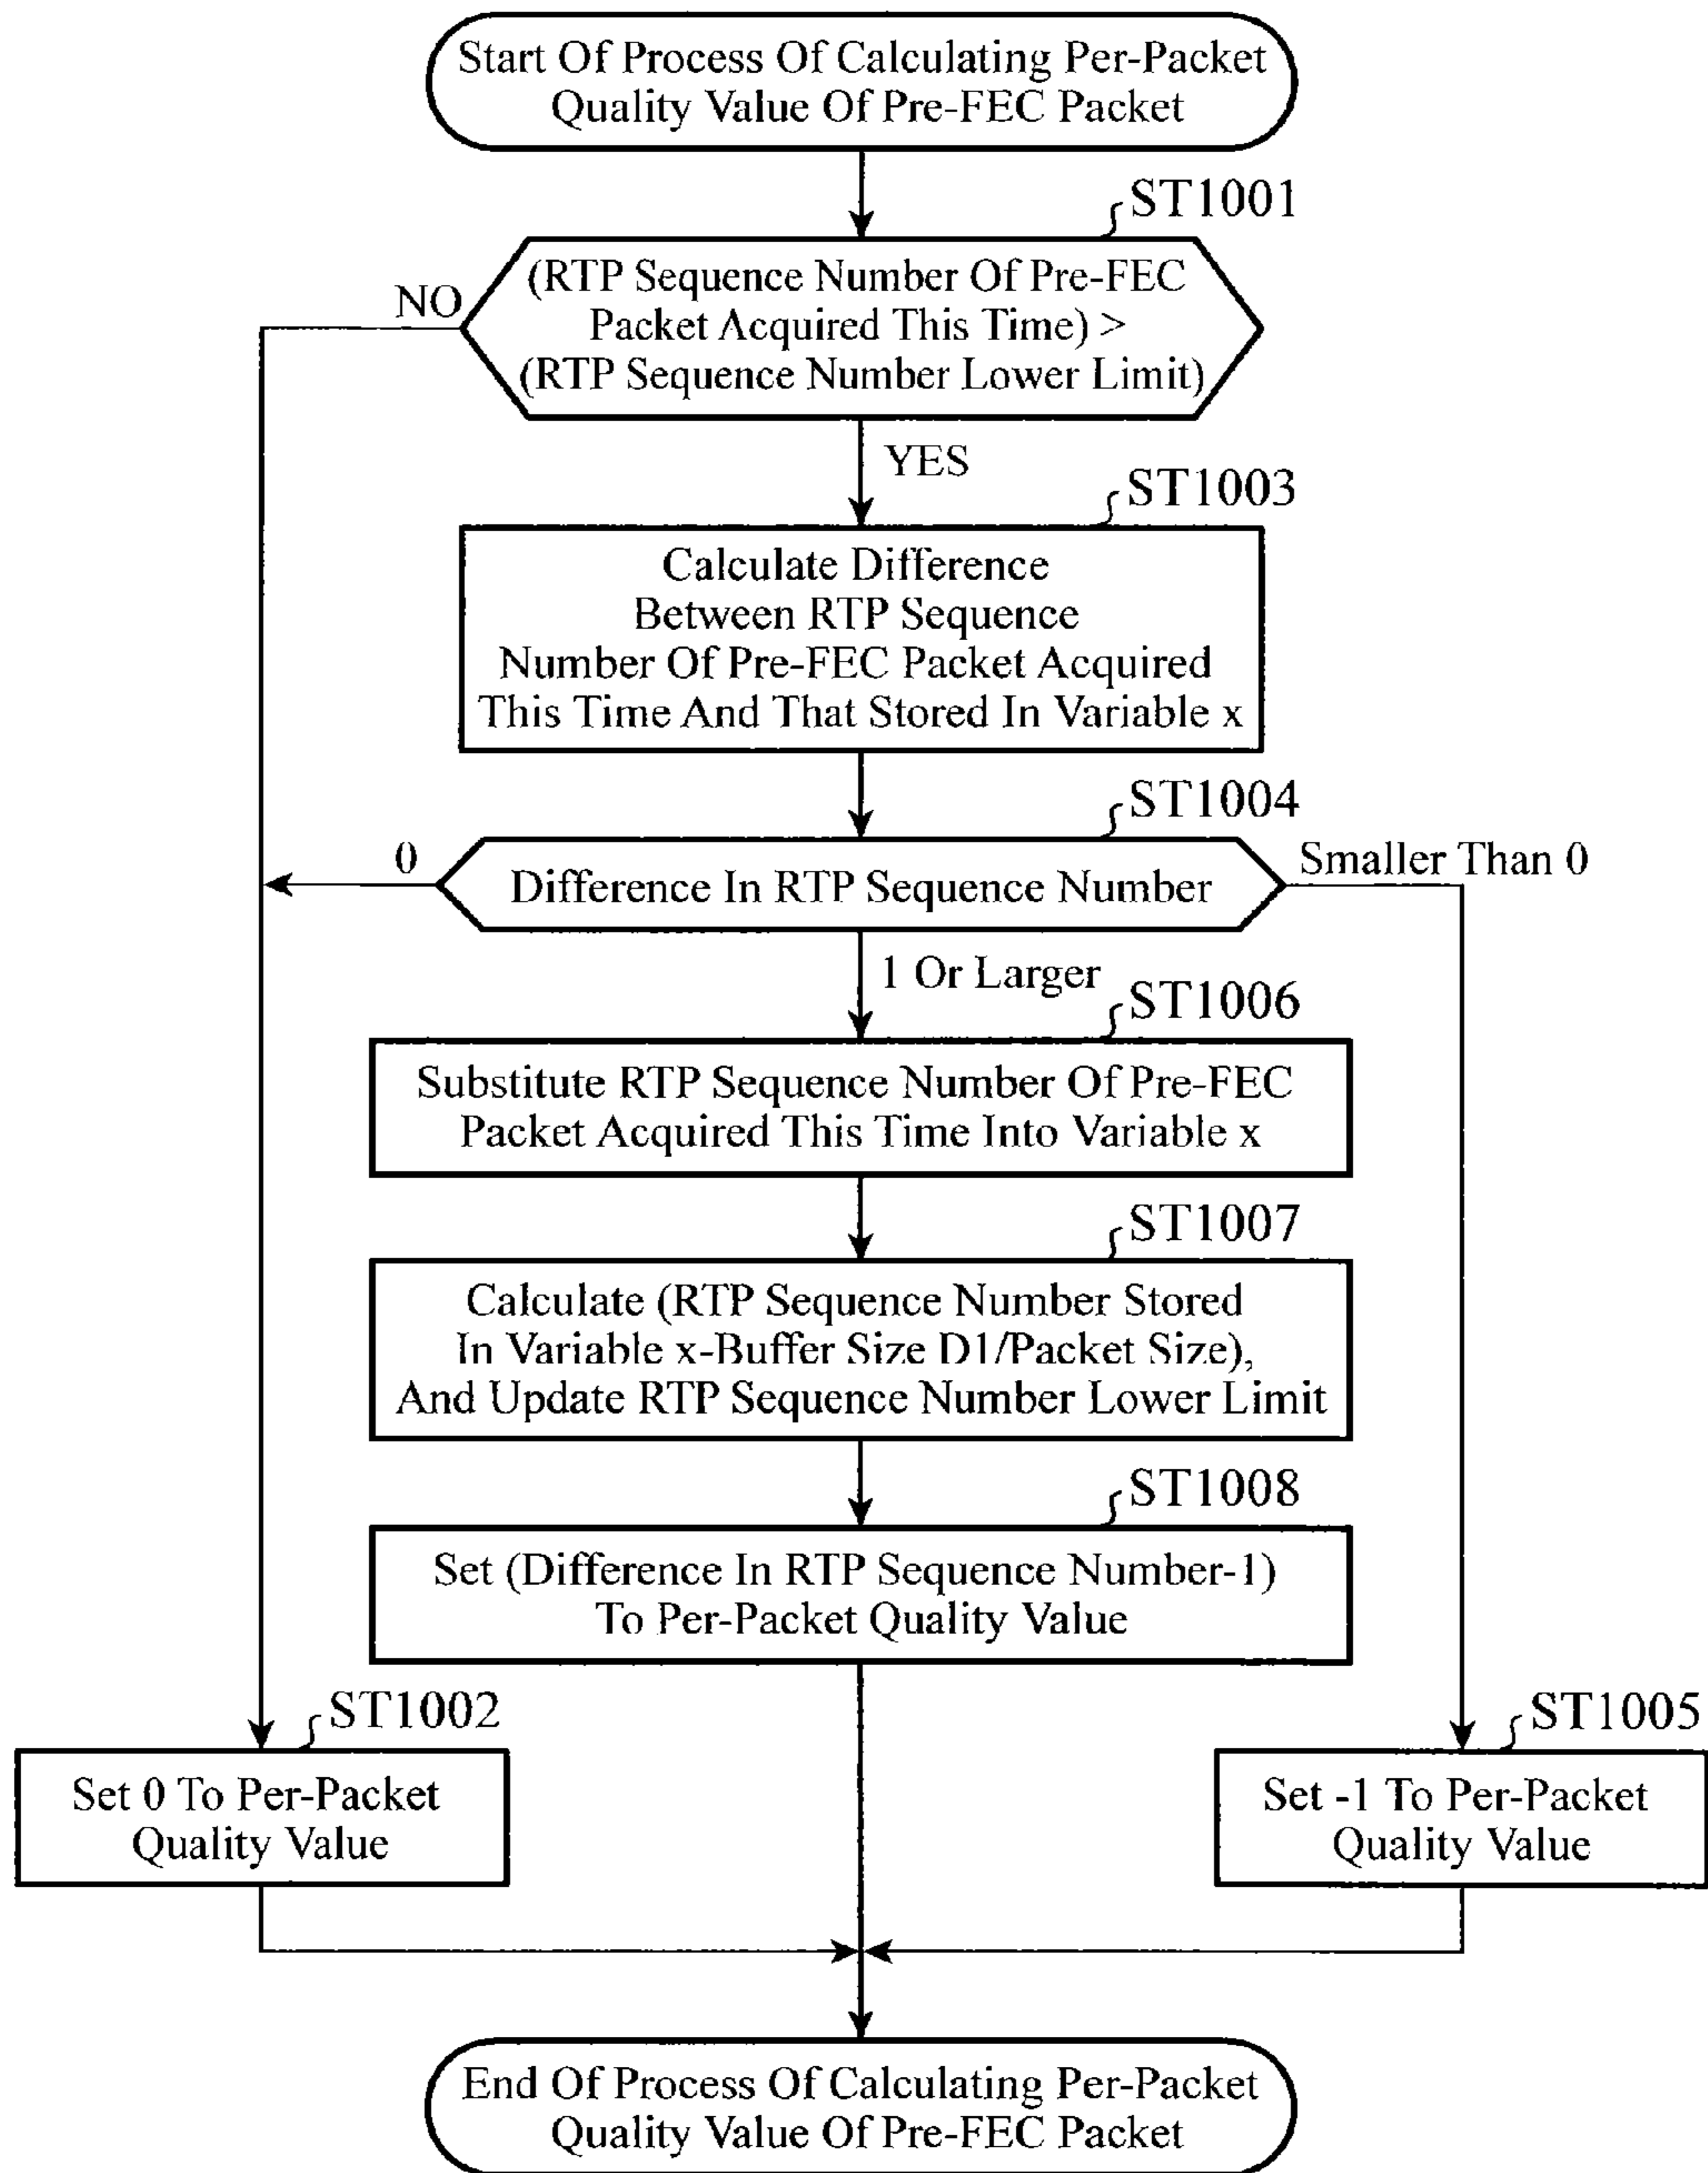 Start Of Process Of Calculating Per-Packet
Quality Value Of Pre-FEC Packet
ST1001
(RTP Sequence Number Of Pre-FEC
Packet Acquired This Time) >
(RTP Sequence Number Lower Limit)
NO
YES
ST1003
Calculate Difference
Between RTP Sequence
Number Of Pre-FEC Packet Acquired
This Time And That Stored In Variable x
ST1004
0
Difference In RTP Sequence Number
Smaller Than 0
1 Or Larger
ST1006
Substitute RTP Sequence Number Of Pre-FEC
Packet Acquired This Time Into Variable x
ST1007
Calculate (RTP Sequence Number Stored
In Variable x-Buffer Size D1/Packet Size),
And Update RTP Sequence Number Lower Limit
ST1008
Set (Difference In RTP Sequence Number-1)
To Per-Packet Quality Value
ST1002
Set 0 To Per-Packet
Quality Value
ST1005
Set -1 To Per-Packet
Quality Value
End Of Process Of Calculating Per-Packet
Quality Value Of Pre-FEC Packet